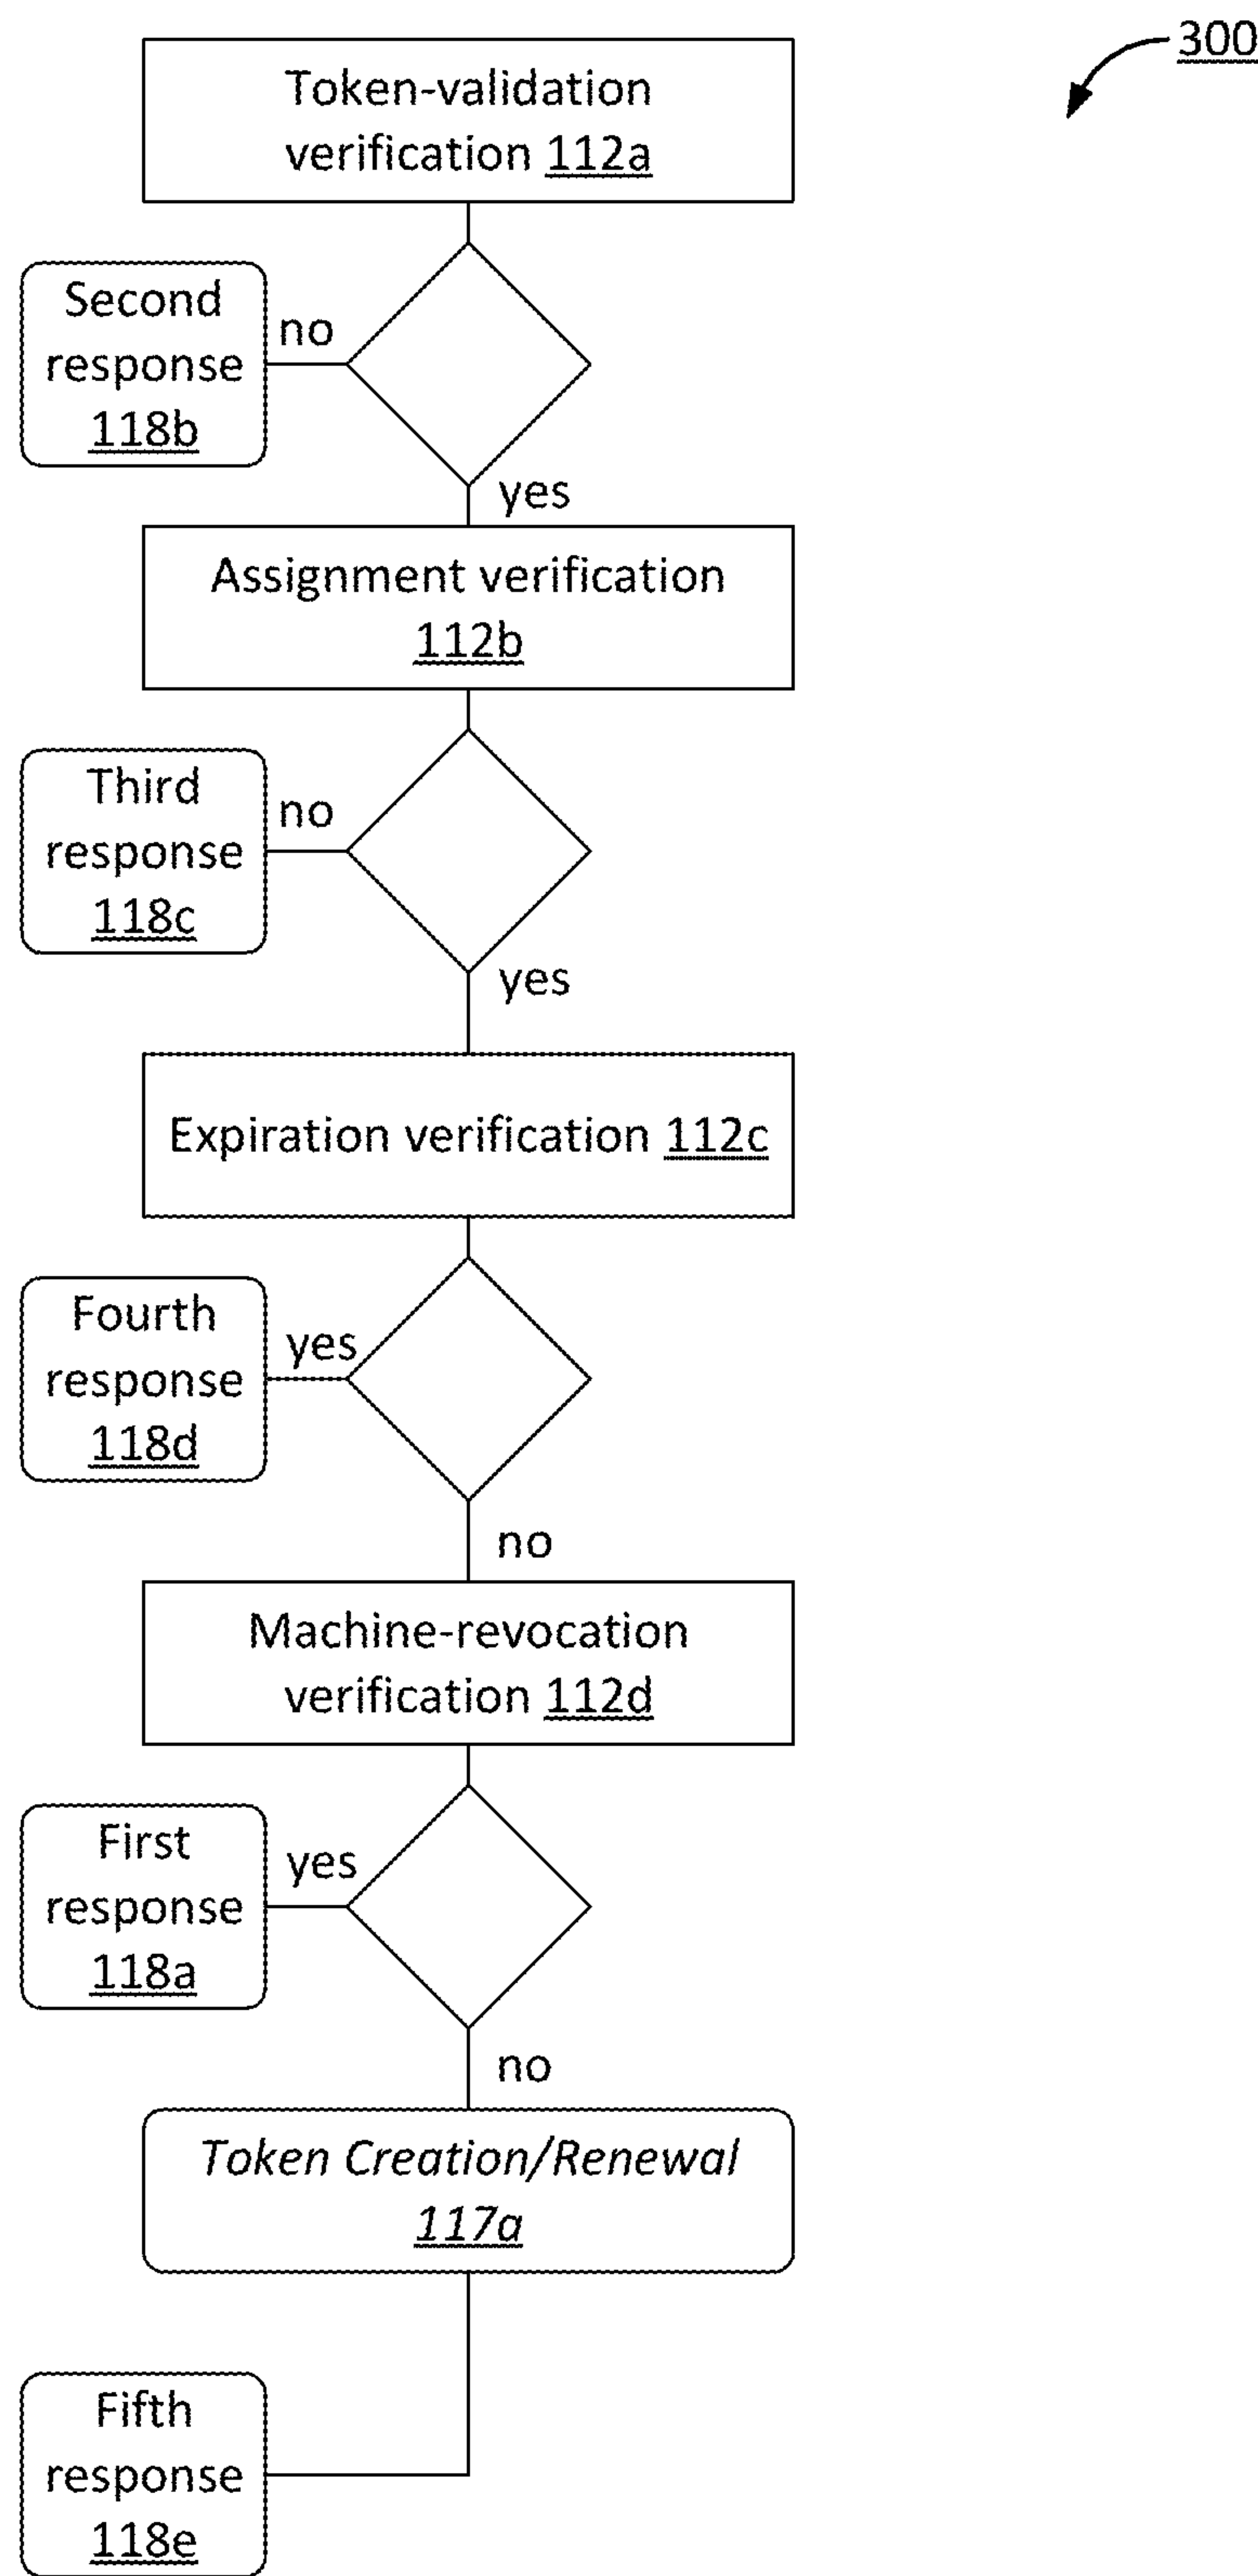 300
Token-validation
verification 112a
Second
response
118b
no
yes
Assignment verification
112b
Third
response
118c
no
yes
Expiration verification 112c
Fourth
response
118d
yes
no
Machine-revocation
verification 112d
First
response
118a
yes
no
Token Creation/Renewal
117a
Fifth
response
118e